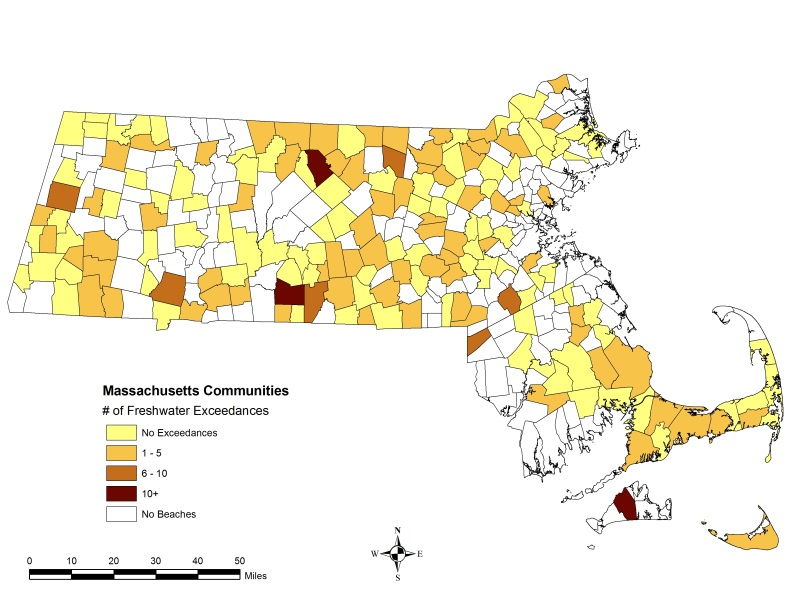 Massachusetts Communities
# of Freshwater Exceedances
No Exceedances
1 - 5
6 - 10
10+
No Beaches
N
W E
S
0 10 20 30 40 50
Miles